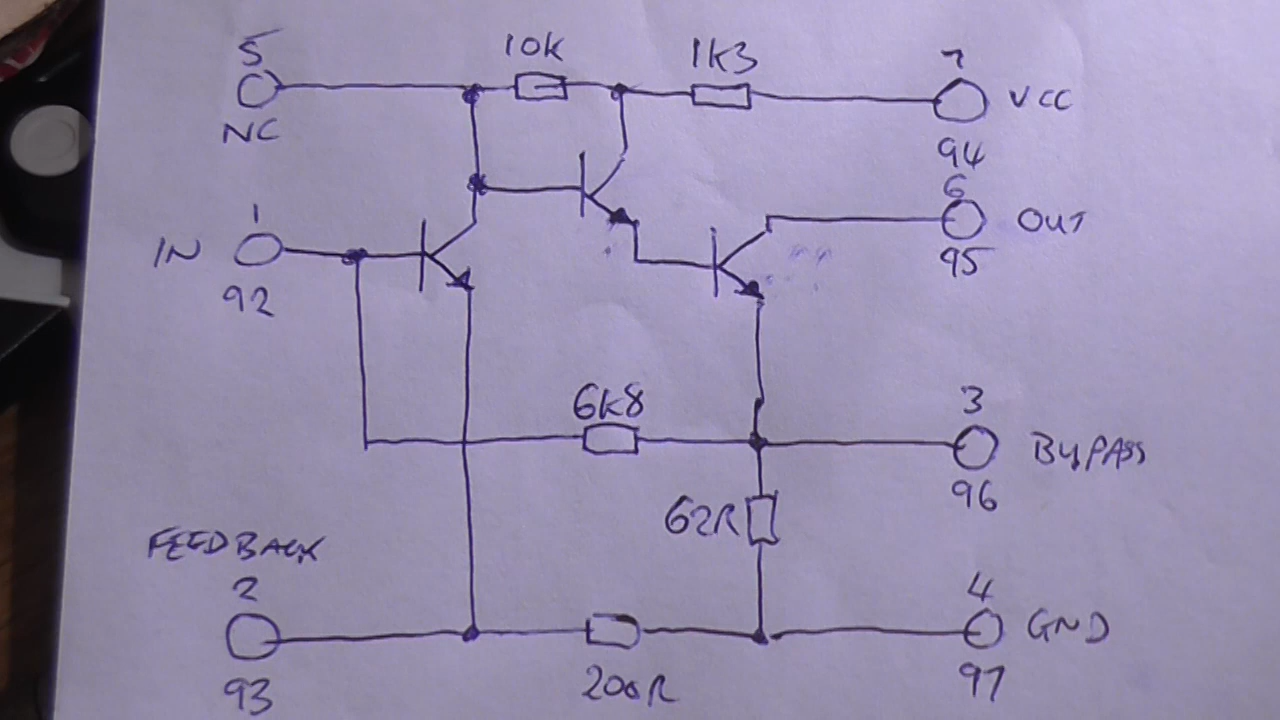 5
10K
1K3
7
NC
VCC
94
1
6
IN
OUT
92
95
6K8
3
BYPASS
96
62R
FEEDBACK
2
4
GND
93
200R
97